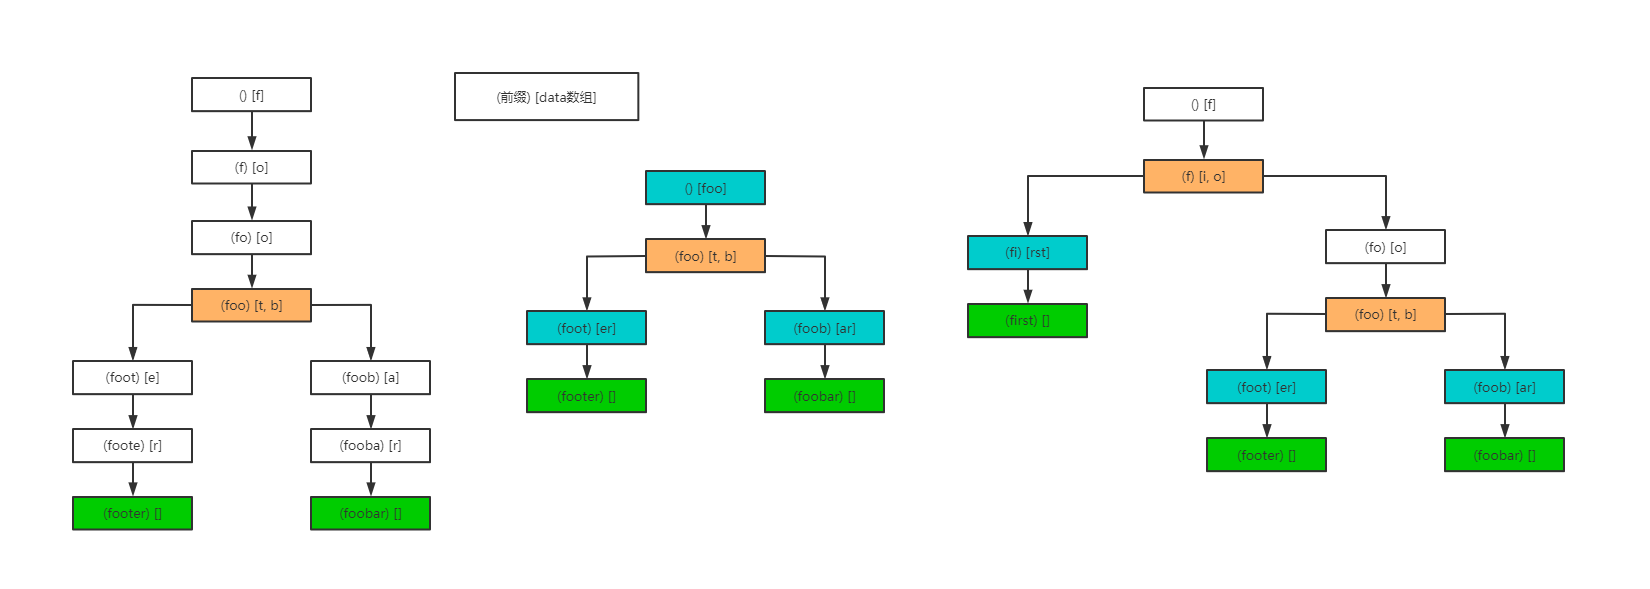 () [f]
(f) [o]
(fo) [o]
(foo) [t, b]
(foot) [e]
(foob) [a]
(foote) [r]
(fooba) [r]
(footer) []
(foobar) []
(前缀) [data数组]
() [foo]
(foo) [t, b]
(foot) [er]
(foob) [ar]
(footer) []
(foobar) []
() [f]
(f) [i, o]
(fi) [rst]
(fo) [o]
(first) []
(foo) [t, b]
(foot) [er]
(foob) [ar]
(footer) []
(foobar) []